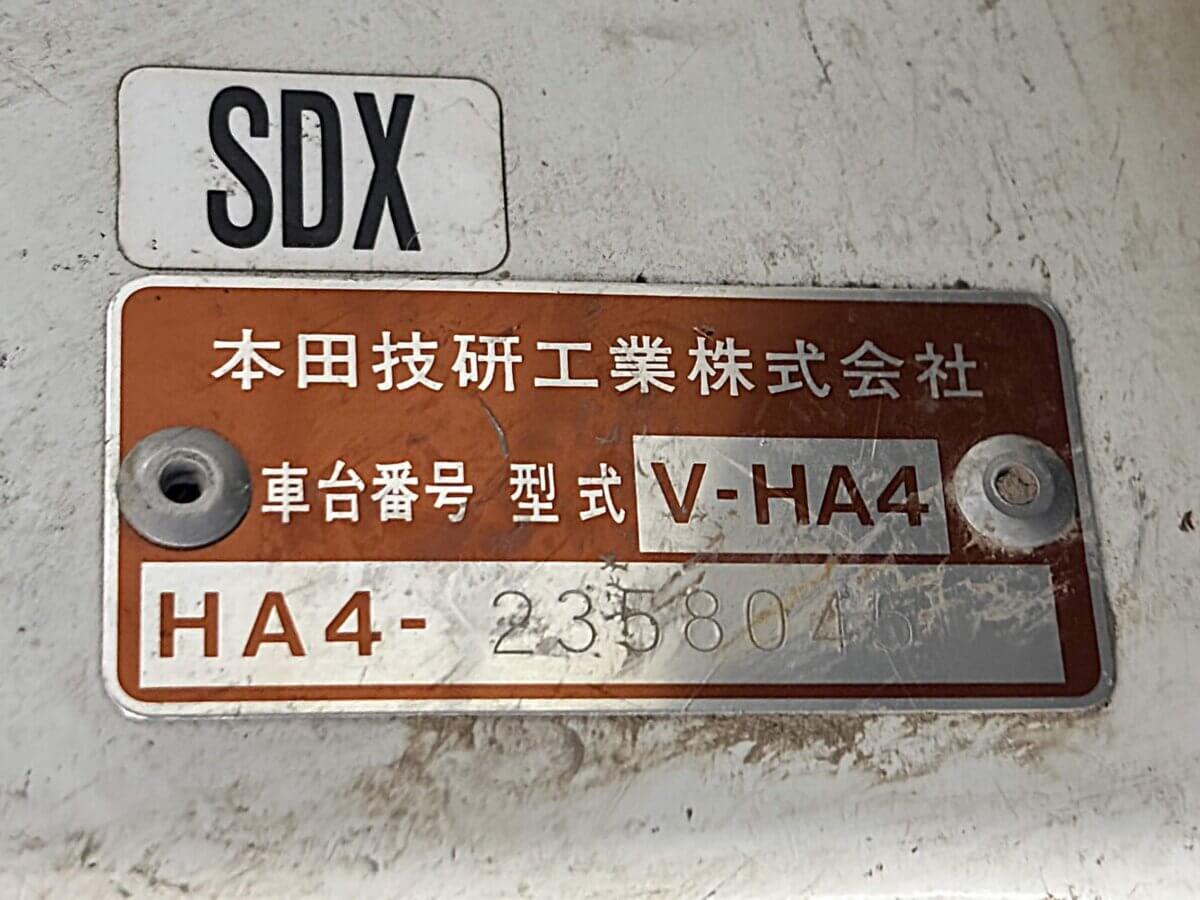 SDX
本田技研工業株式会社
車台番号 型式 V-HA4
HA4- 2358045